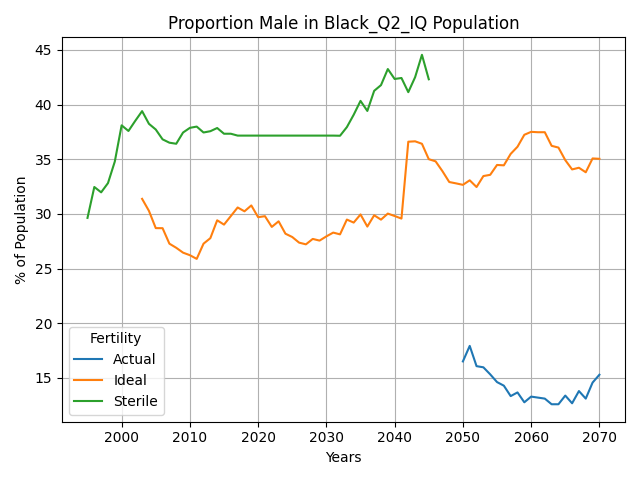 Proportion Male in Black_Q2_IQ Population
% of Population
45
40
35
30
25
20
15
Fertility
Actual
Ideal
Sterile
2000 2010 2020 2030 2040 2050 2060 2070
Years